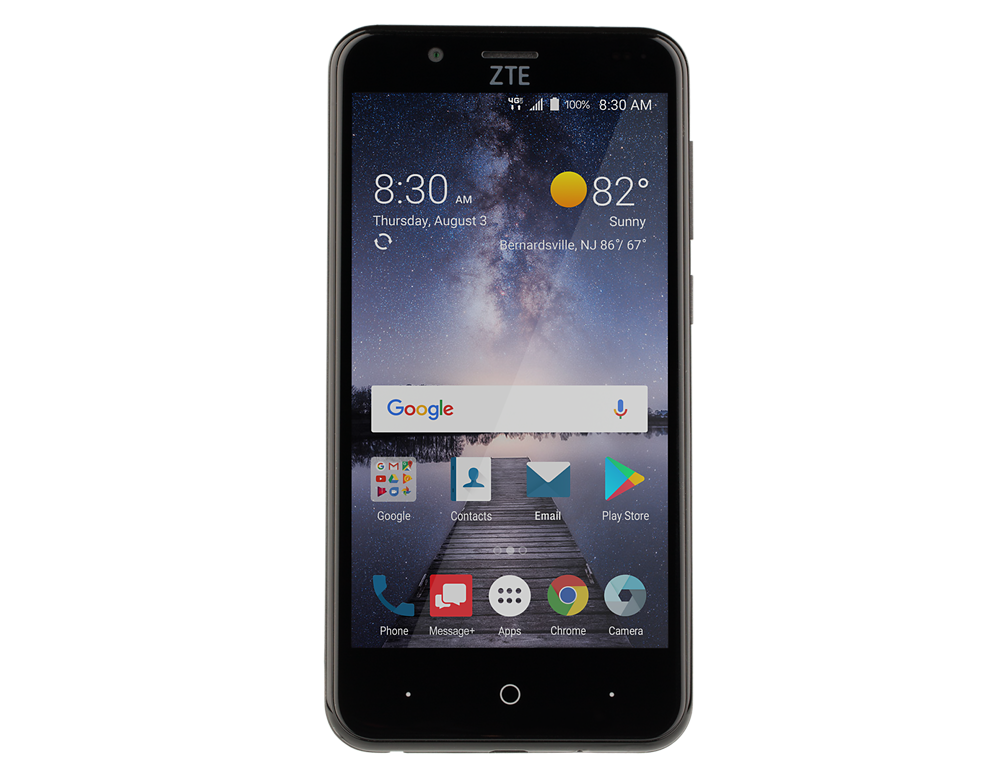 ZTE
4G 100% 8:30 AM
8:30 AM
82°
Thursday, August 3
Sunny
Bernardsville, NJ 86°/ 67°
Google
Google
Contacts
Email
Play Store
Phone
Message+
Apps
Chrome
Camera